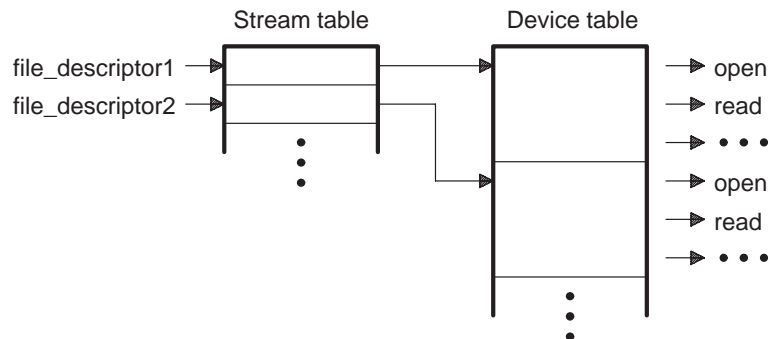 Stream table
Device table
file_descriptor1
file_descriptor2
open
read
• • •
open
read
• • •